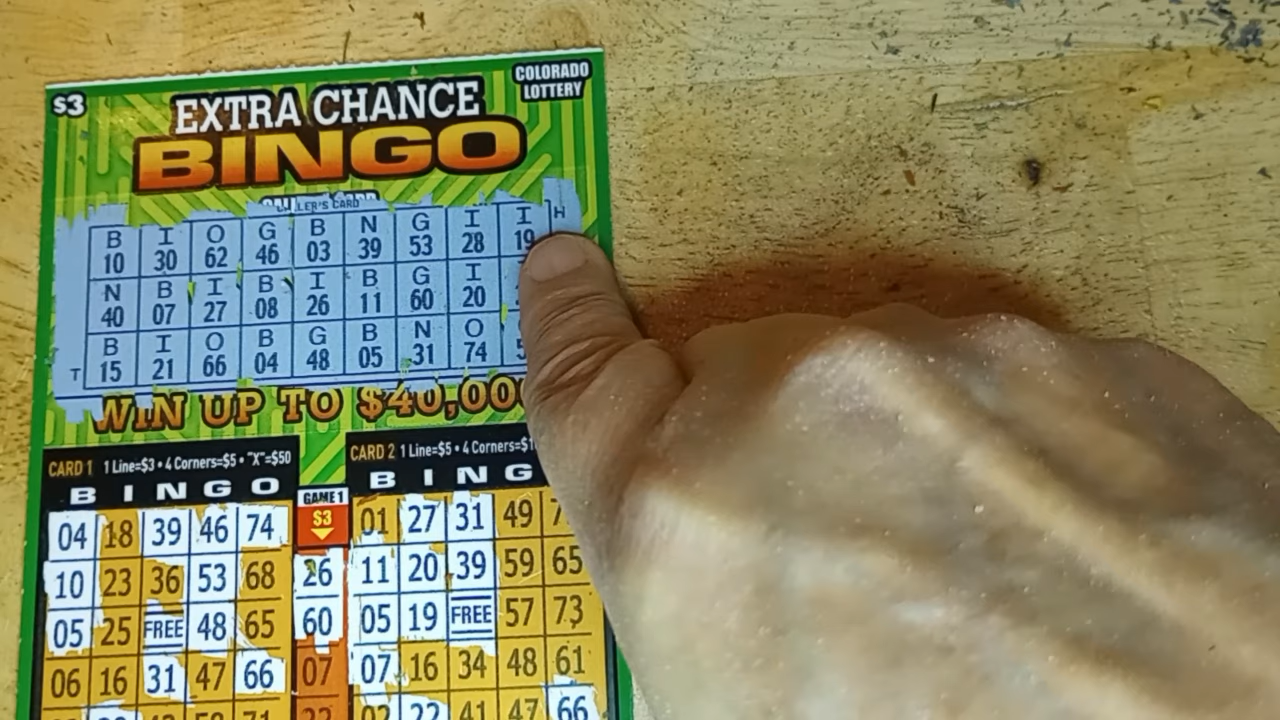 $3
COLORADO
LOTTERY
EXTRA CHANCE
BINGO
H
B I O G B N G I I
10 30 62 46 03 39 53 28 19
N B I B I B G I
40 07 27 08 26 11 60 20
B I O B G B N O
T 15 21 66 04 48 05 31 74
WIN UP TO
CARD 1 1 Line=$3 • 4 Corners=$5 • "X"=$50
CARD 2 1 Line=$5 • 4
B I N G O
GAME 1
B I N G
04 18 39 46 74 $3 01 27 31 49
10 23 36 53 68 26 11 20 39 59 65
05 25 FREE 48 65 60 05 19 FREE 57 73
06 16 31 47 66 07 07 16 34 48 61
22 41 47 66